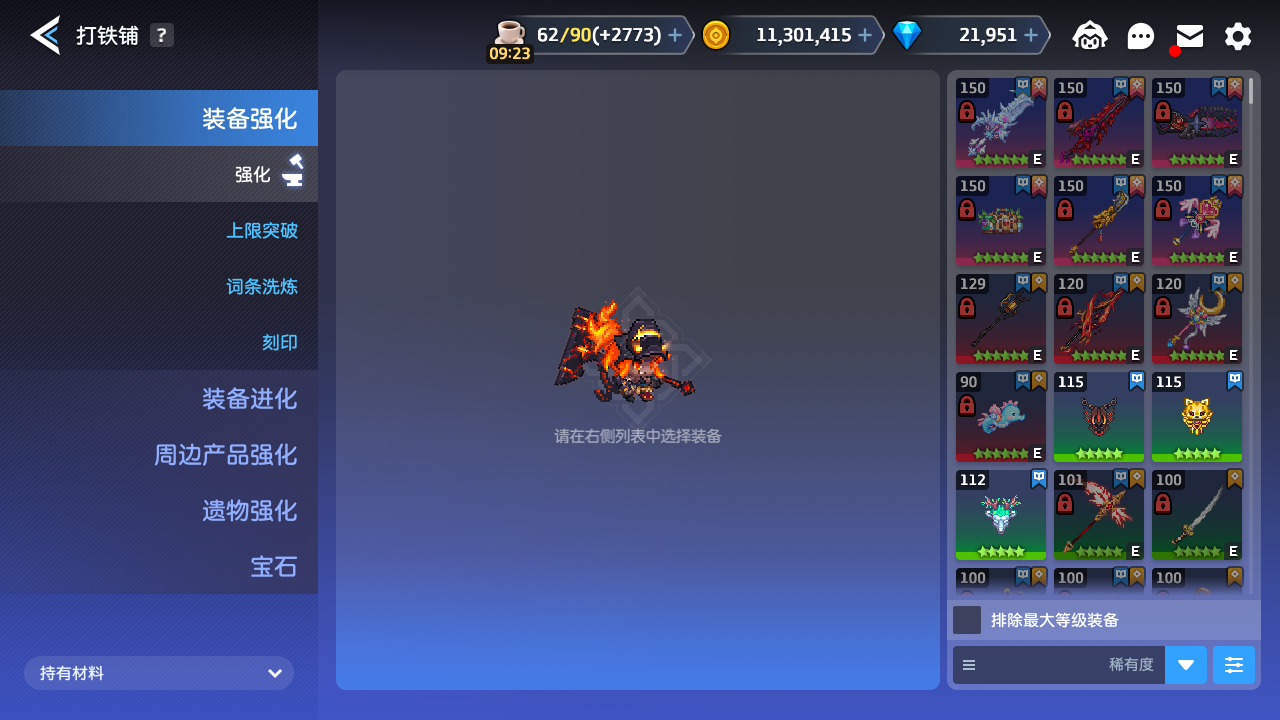 打铁铺 ?
09:23
62/90(+2773) +
11,301,415 +
21,951 +
装备强化
强化
上限突破
词条洗炼
刻印
装备进化
周边产品强化
遗物强化
宝石
持有材料
请在右侧列表中选择装备
150 150 150
E E E
150 150 150
E E E
129 120 120
E E E
90 115 115
E
112 101 100
E E
100 100 100
排除最大等级装备
稀有度